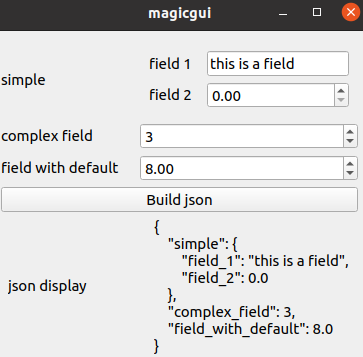 magicgui
simple
field 1 this is a field
field 2 0.00
complex field 3
field with default 8.00
Build json
json display
{
    "simple": {
        "field_1": "this is a field",
        "field_2": 0.0
    },
    "complex_field": 3,
    "field_with_default": 8.0
}